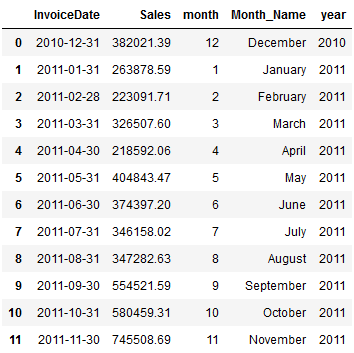 InvoiceDate Sales month Month_Name year
0 2010-12-31 382021.39 12 December 2010
1 2011-01-31 263878.59 1 January 2011
2 2011-02-28 223091.71 2 February 2011
3 2011-03-31 326507.60 3 March 2011
4 2011-04-30 218592.06 4 April 2011
5 2011-05-31 404843.47 5 May 2011
6 2011-06-30 374397.20 6 June 2011
7 2011-07-31 346158.02 7 July 2011
8 2011-08-31 347282.63 8 August 2011
9 2011-09-30 554521.59 9 September 2011
10 2011-10-31 580459.31 10 October 2011
11 2011-11-30 745508.69 11 November 2011